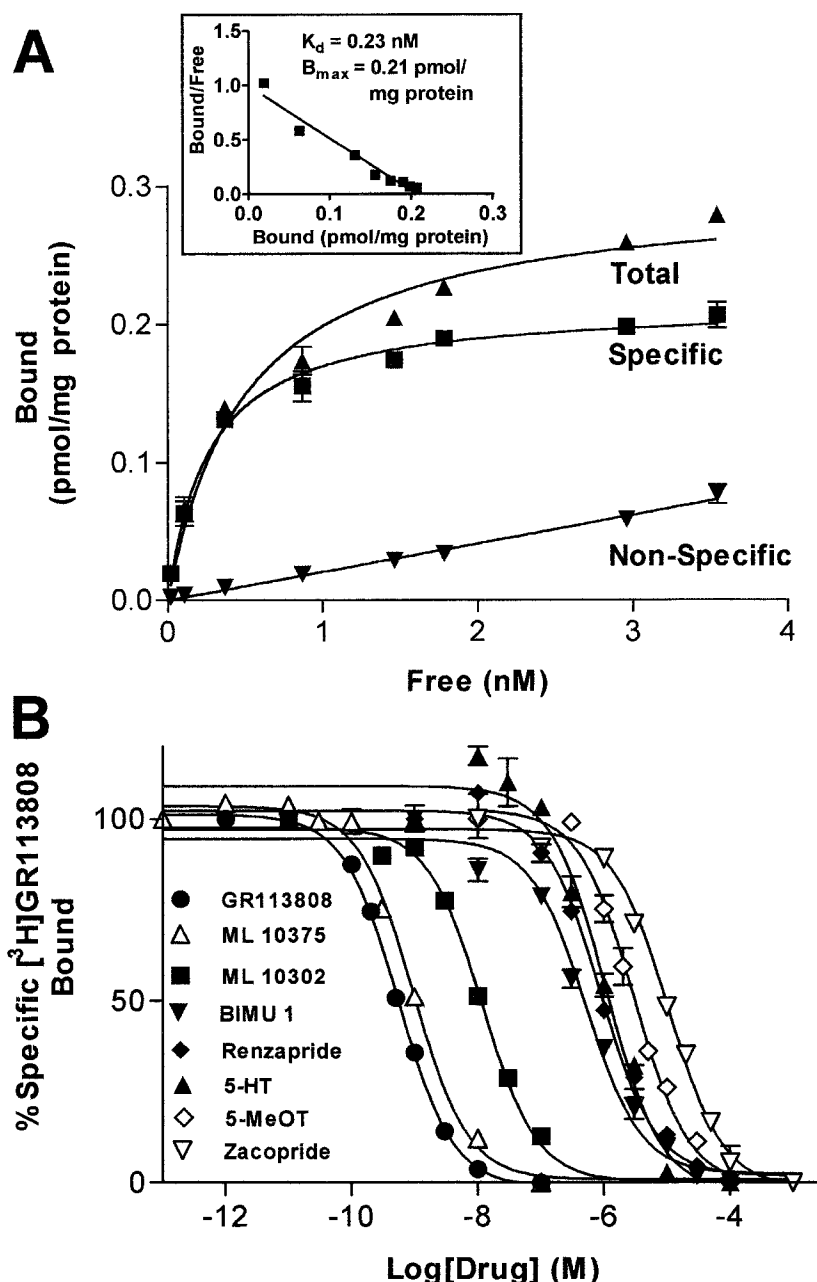 A
K_d = 0.23 nM
B_max = 0.21 pmol/
mg protein
Bound/Free
1.5
1.0
0.5
0.0
0.0 0.1 0.2 0.3
Bound (pmol/mg protein)
Bound
(pmol/mg protein)
0.3
0.2
0.1
0.0
Total
Specific
Non-Specific
0 1 2 3 4
Free (nM)
B
%Specific [³H]GR113808
Bound
100
50
0
GR113808
ML 10375
ML 10302
BIMU 1
Renzapride
5-HT
5-MeOT
Zacopride
-12 -10 -8 -6 -4
Log[Drug] (M)